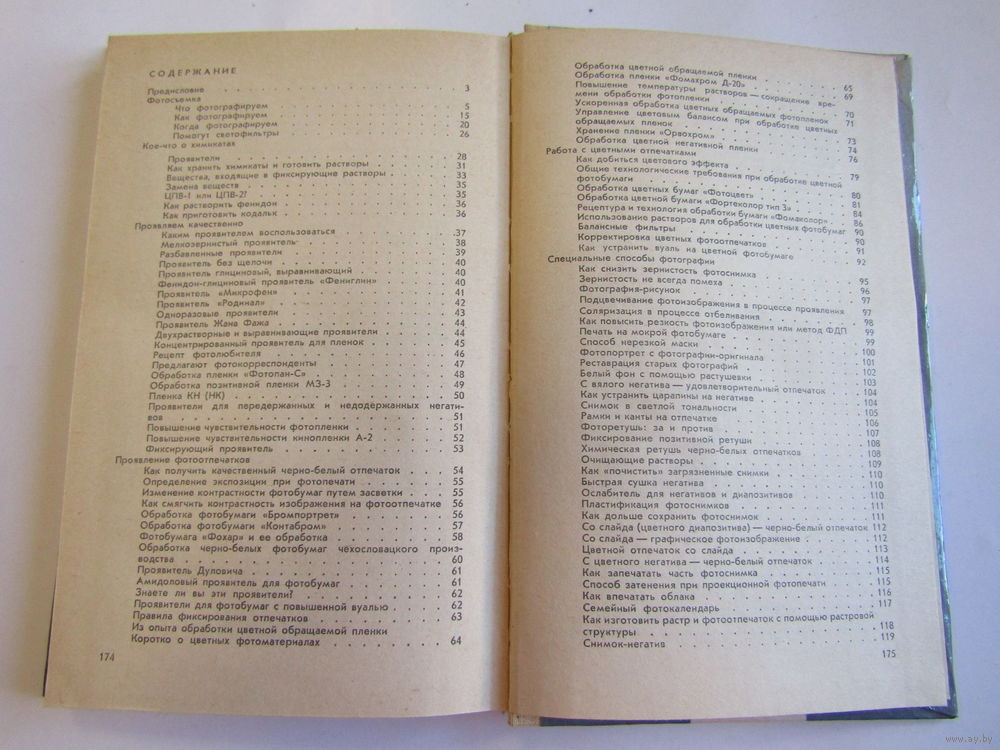 СОДЕРЖАНИЕ
Предисловие . . . 3
Фотосъемка
Что фотографируем . . . 5
Как фотографируем . . . 15
Когда фотографируем . . . 20
Помогут светофильтры . . . 26
Кое-что о химикатах
Проявители . . . 28
Как хранить химикаты и готовить растворы . . . 31
Вещества, входящие в фиксирующие растворы . . . 33
Замена веществ . . . 35
ЦПВ-1 или ЦПВ-2? . . . 35
Как растворить фенидон . . . 36
Как приготовить кодальк . . . 36
Проявляем качественно
Каким проявителем воспользоваться . . . 37
Мелкозернистый проявитель . . . 38
Разбавленные проявители . . . 39
Проявитель без щелочи . . . 40
Проявитель глициновый, выравнивающий . . . 40
Фенидон-глициновый проявитель «Фениглин» . . . 40
Проявитель «Микрофен» . . . 41
Проявитель «Родинал» . . . 42
Одноразовые проявители . . . 43
Проявитель Жана Фажа . . . 44
Двухрастворные и выравнивающие проявители . . . 44
Концентрированный проявитель для пленок . . . 45
Рецепт фотолюбителя . . . 46
Предлагают фотокорреспонденты . . . 47
Обработка пленки «Фотопан-С» . . . 48
Обработка позитивной пленки МЗ-3 . . . 49
Пленка КН (НК) . . . 50
Проявители для передержанных и недодержанных негати-
вов . . . 51
Повышение чувствительности фотопленки . . . 51
Повышение чувствительности кинопленки А-2 . . . 52
Фиксирующий проявитель . . . 53
Проявление фотоотпечатков
Как получить качественный черно-белый отпечаток . . . 54
Определение экспозиции при фотопечати . . . 55
Изменение контрастности фотобумаг путем засветки . . . 55
Как смягчить контрастность изображения на фотоотпечатке 56
Обработка фотобумаги «Бромпортрет» . . . 56
Обработка фотобумаги «Контабром» . . . 57
Фотобумага «Фохар» и ее обработка . . . 58
Обработка черно-белых фотобумаг чехословацкого произ-
водства . . . 60
Проявитель Дуловича . . . 61
Амидоловый проявитель для фотобумаг . . . 61
Знаете ли вы эти проявители? . . . 62
Проявители для фотобумаг с повышенной вуалью . . . 62
Правила фиксирования отпечатков . . . 63
Из опыта обработки цветной обращаемой пленки
Коротко о цветных фотоматериалах . . . 64
174
Обработка цветной обращаемой пленки . . . 65
Обработка пленки «Фомахром Д-20» . . . 69
Повышение температуры растворов — сокращение вре-
мени обработки фотопленки . . . 70
Ускоренная обработка цветных обращаемых фотопленок 71
Управление цветовым балансом при обработке цветных
обращаемых пленок . . . 73
Хранение пленки «Орвохром» . . . 74
Обработка цветной негативной пленки . . . 76
Работа с цветными отпечатками
Как добиться цветового эффекта . . . 79
Общие технологические требования при обработке цветной
фотобумаги . . . 80
Обработка цветных бумаг «Фотоцвет» . . . 81
Обработка цветной бумаги «Фортеколор тип 3» . . . 84
Рецептура и технология обработки бумаги «Фомаколор» . 86
Использование растворов для обработки цветных фотобумаг 90
Балансные фильтры . . . 90
Корректировка цветных фотоотпечатков . . . 91
Как устранить вуаль на цветной фотобумаге . . . 92
Специальные способы фотографии
Как снизить зернистость фотоснимка . . . 95
Зернистость не всегда помеха . . . 96
Фотография-рисунок . . . 97
Подцвечивание фотоизображения в процессе проявления 97
Соляризация в процессе отбеливания . . . 98
Как повысить резкость фотоизображения или метод ФДП 99
Печать на мокрой фотобумаге . . . 99
Способ нерезкой маски . . . 100
Фотопортрет с фотографии-оригинала . . . 101
Реставрация старых фотографий . . . 102
Белый фон с помощью растушевки . . . 103
С вялого негатива — удовлетворительный отпечаток . . . 104
Как устранить царапины на негативе . . . 104
Снимок в светлой тональности . . . 105
Рамки и канты на отпечатке . . . 106
Фоторетушь: за и против . . . 107
Фиксирование позитивной ретуши . . . 108
Химическая ретушь черно-белых отпечатков . . . 108
Очищающие растворы . . . 109
Как «почистить» загрязненные снимки . . . 110
Быстрая сушка негатива . . . 110
Ослабитель для негативов и диапозитивов . . . 110
Пластификация фотоснимков . . . 111
Как дольше сохранить фотоснимок . . . 111
Со слайда (цветного диапозитива) — черно-белый отпечаток 112
Со слайда — графическое фотоизображение . . . 112
Цветной отпечаток со слайда . . . 113
С цветного негатива — черно-белый отпечаток . . . 114
Как запечатать часть фотоснимка . . . 115
Способ затенения при проекционной фотопечати . . . 115
Как впечатать облака . . . 116
Семейный фотокалендарь . . . 117
Как изготовить растр и фотоотпечаток с помощью растровой
структуры . . . 118
Снимок-негатив . . . 119
175
www.ay.by